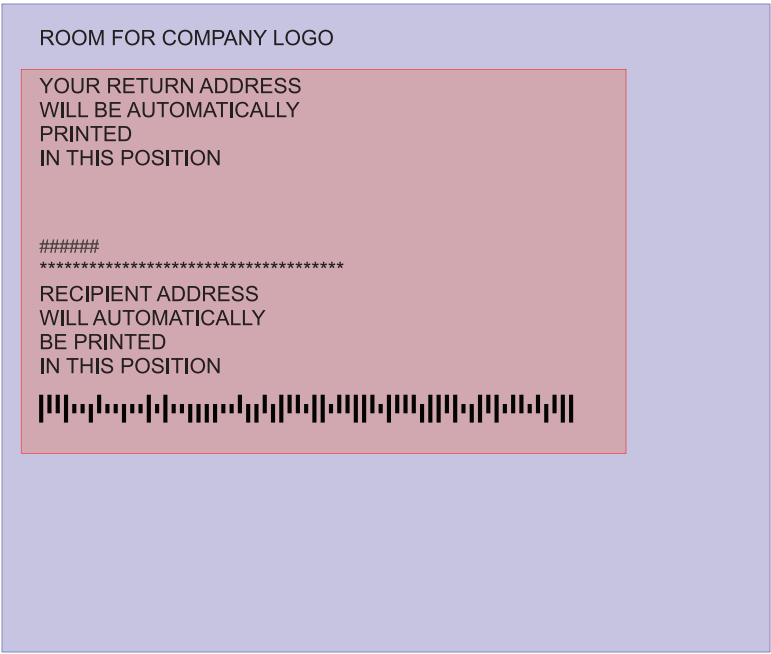 ROOM FOR COMPANY LOGO
YOUR RETURN ADDRESS
WILL BE AUTOMATICALLY
PRINTED
IN THIS POSITION
######
*************************************
RECIPIENT ADDRESS
WILL AUTOMATICALLY
BE PRINTED
IN THIS POSITION